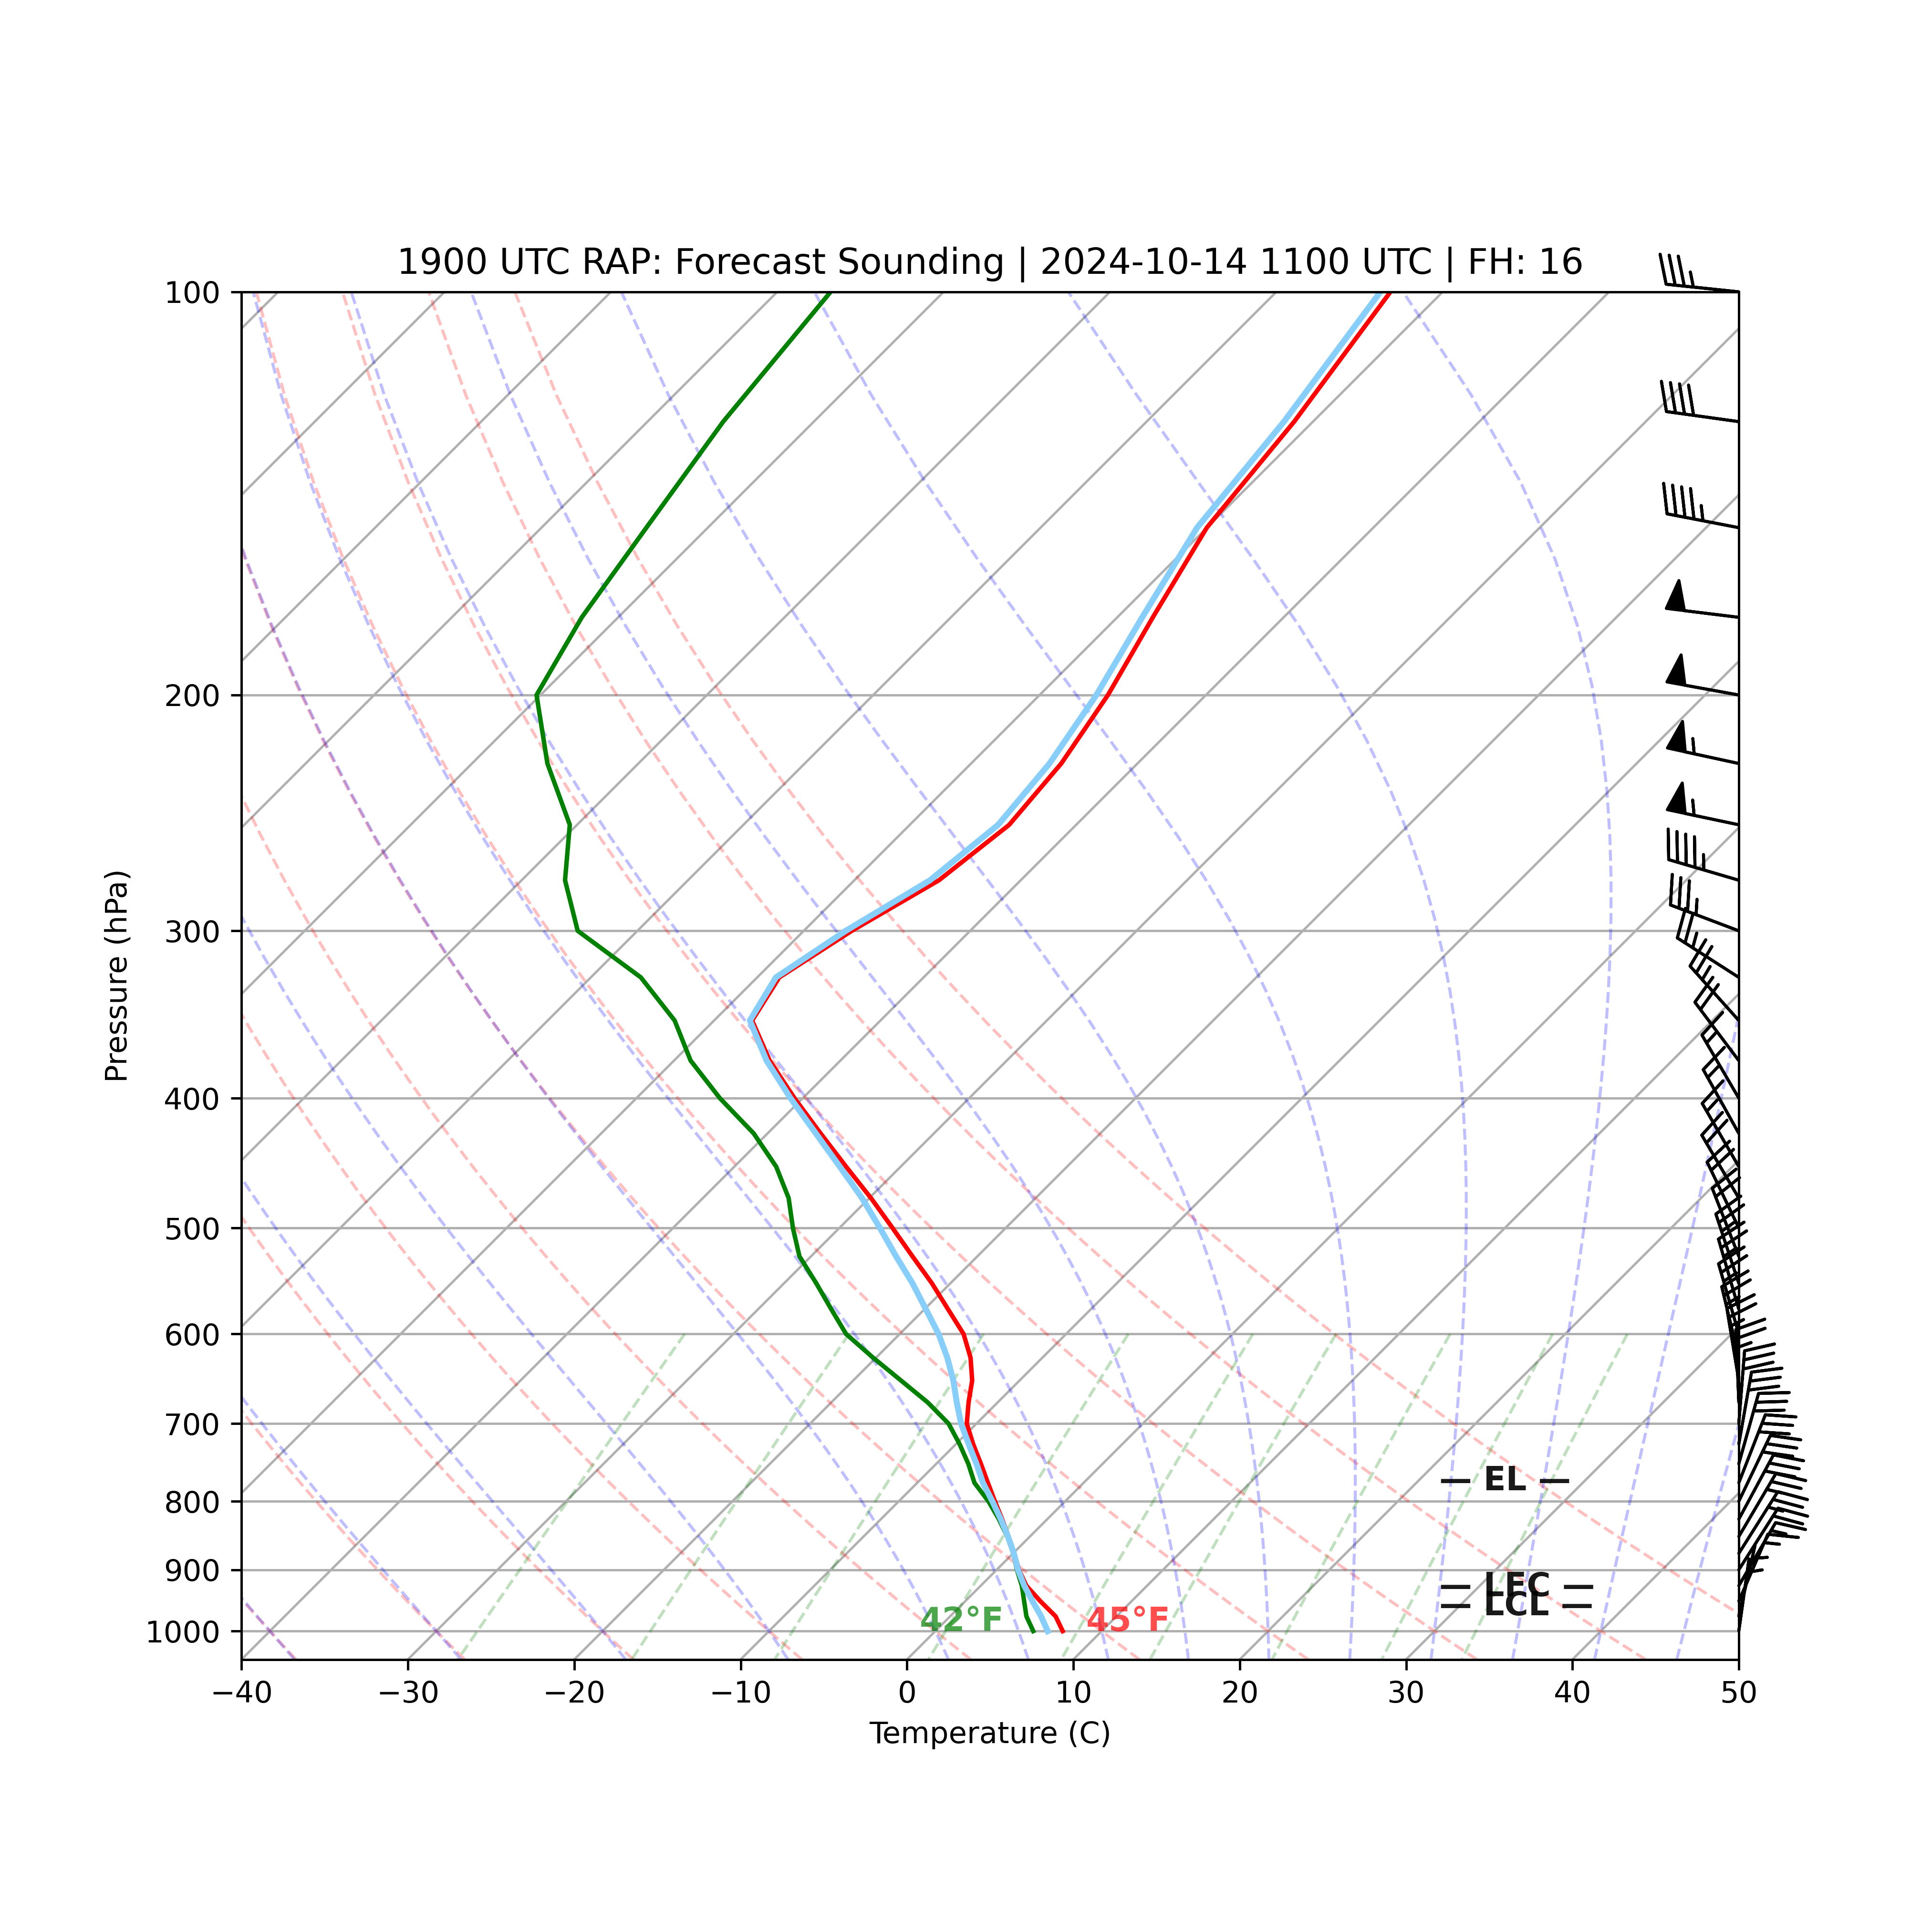 1900 UTC RAP: Forecast Sounding | 2024-10-14 1100 UTC | FH: 16
100
200
300
400
500
600
700
800
900
1000
Pressure (hPa)
— EL —
— LFC —
— LCL —
42°F
45°F
−40 −30 −20 −10 0 10 20 30 40 50
Temperature (C)